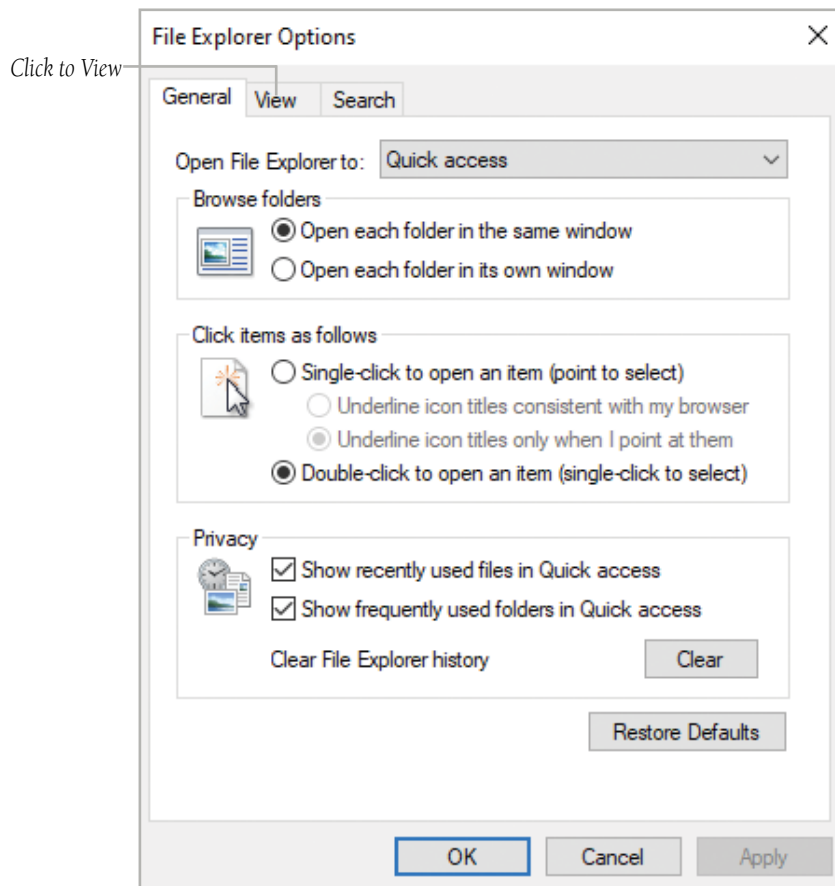 File Explorer Options
Click to View
General View Search
Open File Explorer to: Quick access
Browse folders
Open each folder in the same window
Open each folder in its own window
Click items as follows
Single-click to open an item (point to select)
Underline icon titles consistent with my browser
Underline icon titles only when I point at them
Double-click to open an item (single-click to select)
Privacy
Show recently used files in Quick access
Show frequently used folders in Quick access
Clear File Explorer history Clear
Restore Defaults
OK Cancel Apply